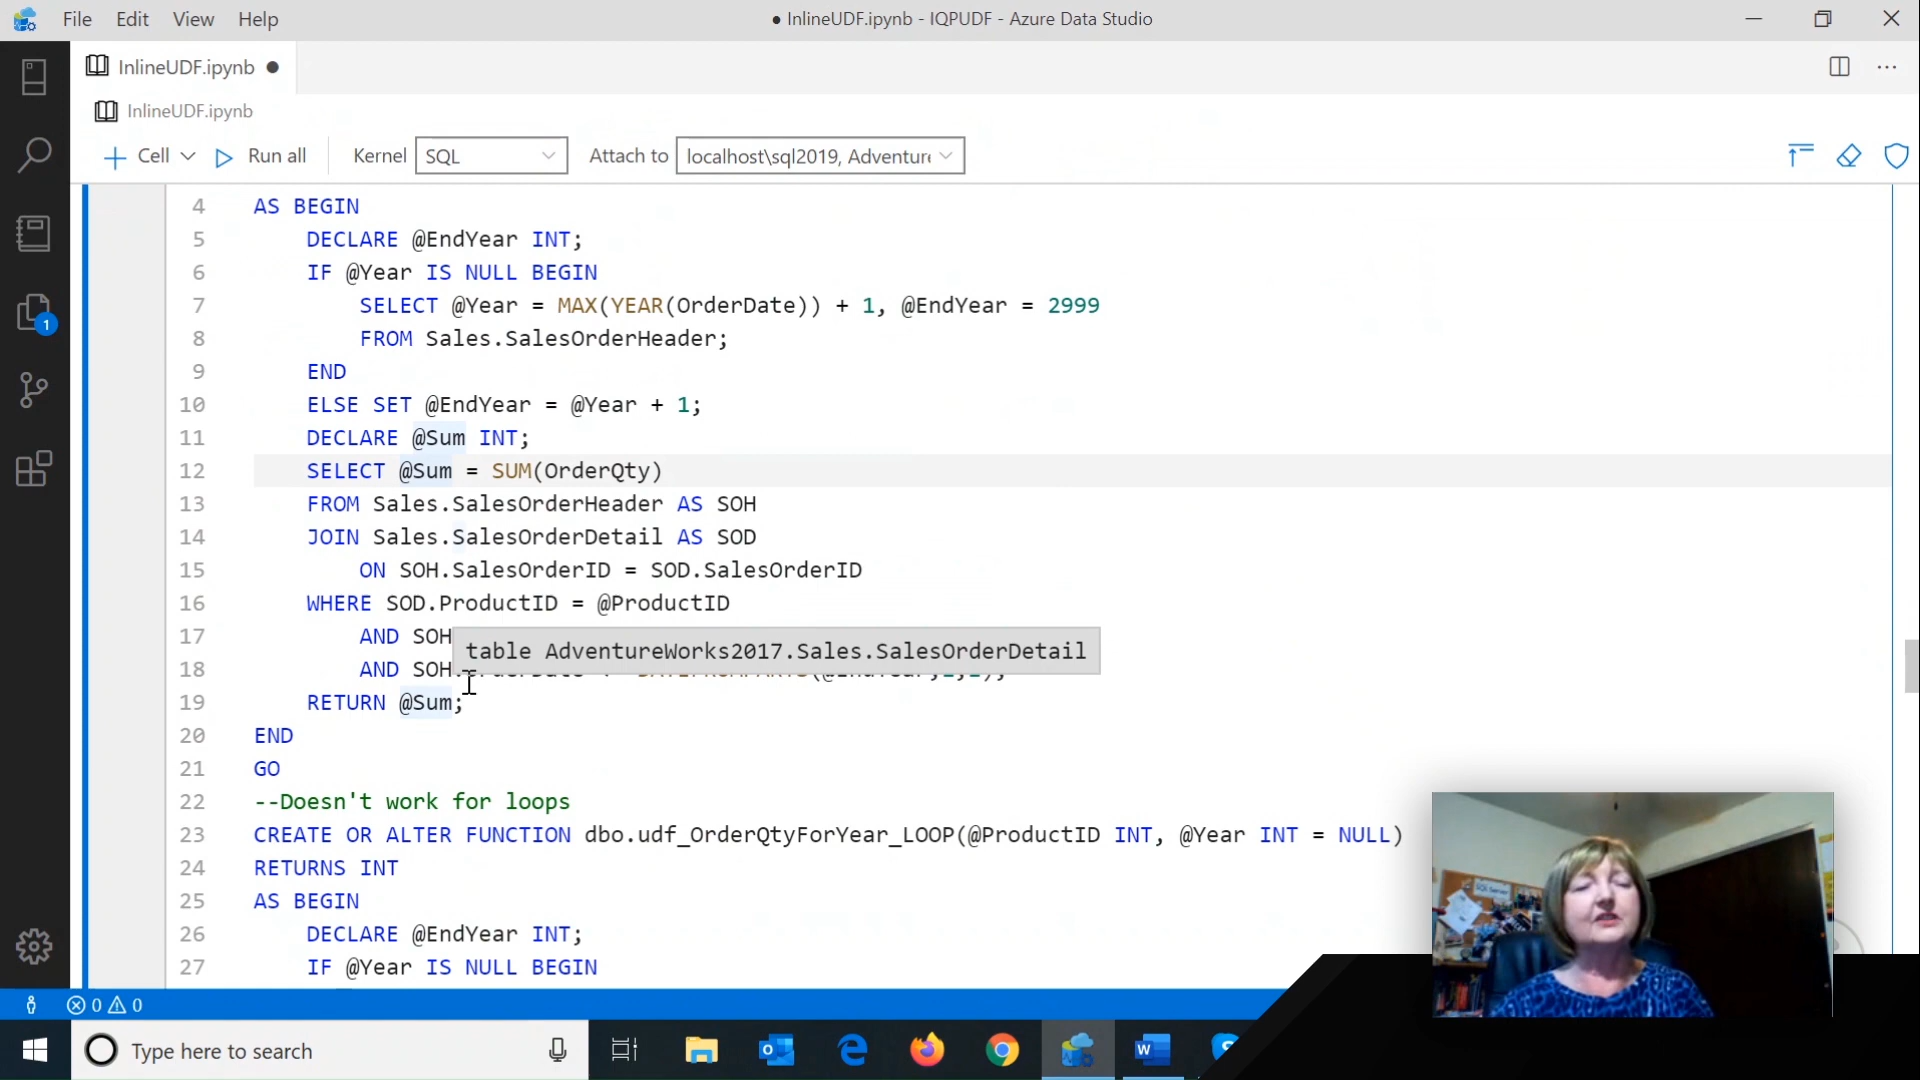 File Edit View Help
● InlineUDF.ipynb - IQPUDF - Azure Data Studio
InlineUDF.ipynb ●
InlineUDF.ipynb
Cell Run all Kernel SQL Attach to localhost\sql2019, Adventure
4 AS BEGIN
5 DECLARE @EndYear INT;
6 IF @Year IS NULL BEGIN
7 SELECT @Year = MAX(YEAR(OrderDate)) + 1, @EndYear = 2999
8 FROM Sales.SalesOrderHeader;
9 END
10 ELSE SET @EndYear = @Year + 1;
11 DECLARE @Sum INT;
12 SELECT @Sum = SUM(OrderQty)
13 FROM Sales.SalesOrderHeader AS SOH
14 JOIN Sales.SalesOrderDetail AS SOD
15 ON SOH.SalesOrderID = SOD.SalesOrderID
16 WHERE SOD.ProductID = @ProductID
17 AND SOH
table AdventureWorks2017.Sales.SalesOrderDetail
18 AND SOH
19 RETURN @Sum;
20 END
21 GO
22 --Doesn't work for loops
23 CREATE OR ALTER FUNCTION dbo.udf_OrderQtyForYear_LOOP(@ProductID INT, @Year INT = NULL)
24 RETURNS INT
25 AS BEGIN
26 DECLARE @EndYear INT;
27 IF @Year IS NULL BEGIN
1
SQL Server
0 0
Type here to search